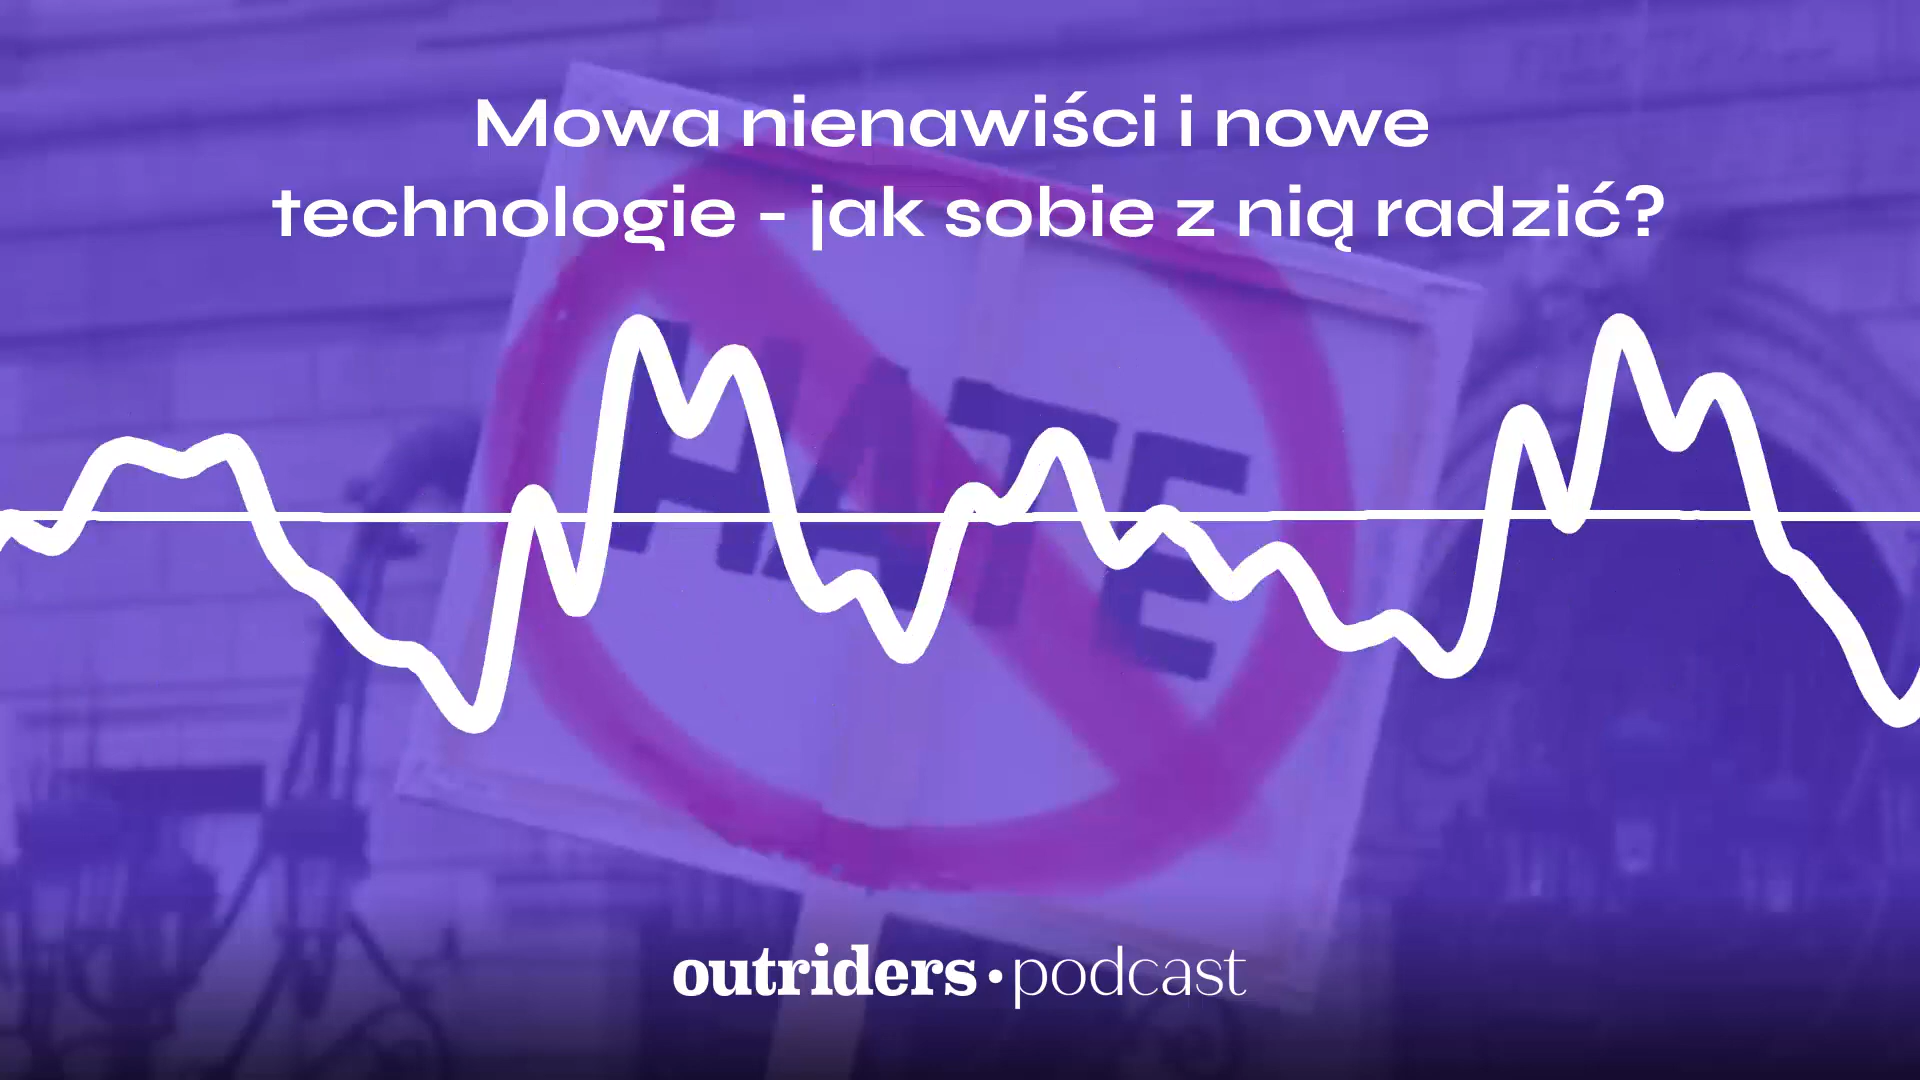 Mowa nienawiści i nowe
technologie - jak sobie z nią radzić?
HATE
outriders • podcast